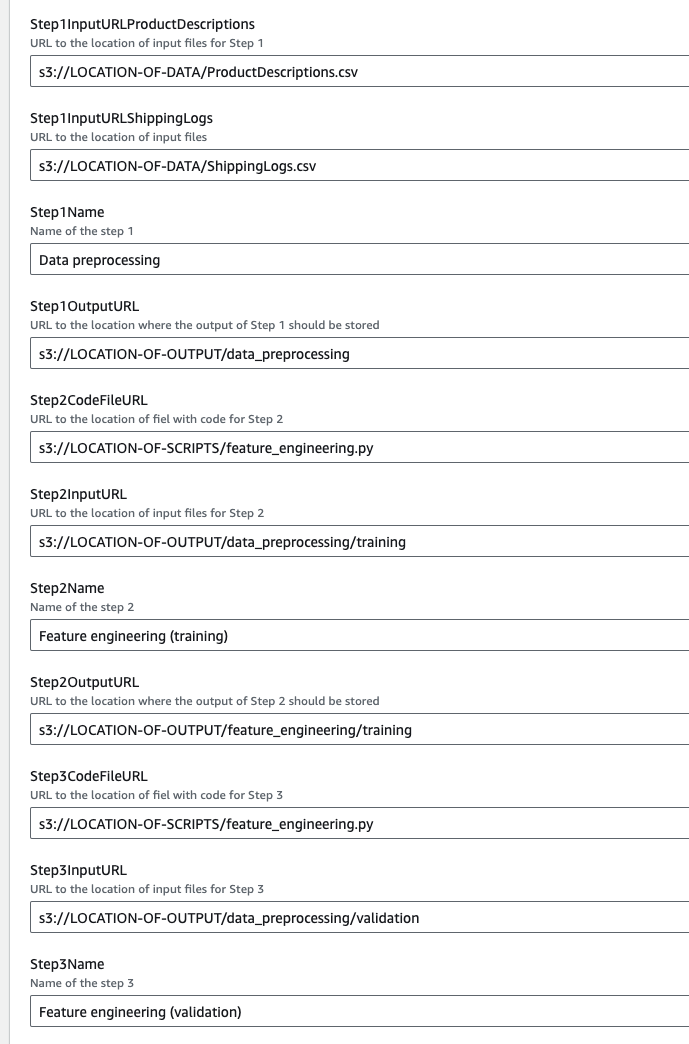 Step1InputURLProductDescriptions
URL to the location of input files for Step 1
s3://LOCATION-OF-DATA/ProductDescriptions.csv
Step1InputURLShippingLogs
URL to the location of input files
s3://LOCATION-OF-DATA/ShippingLogs.csv
Step1Name
Name of the step 1
Data preprocessing
Step1OutputURL
URL to the location where the output of Step 1 should be stored
s3://LOCATION-OF-OUTPUT/data_preprocessing
Step2CodeFileURL
URL to the location of fiel with code for Step 2
s3://LOCATION-OF-SCRIPTS/feature_engineering.py
Step2InputURL
URL to the location of input files for Step 2
s3://LOCATION-OF-OUTPUT/data_preprocessing/training
Step2Name
Name of the step 2
Feature engineering (training)
Step2OutputURL
URL to the location where the output of Step 2 should be stored
s3://LOCATION-OF-OUTPUT/feature_engineering/training
Step3CodeFileURL
URL to the location of fiel with code for Step 3
s3://LOCATION-OF-SCRIPTS/feature_engineering.py
Step3InputURL
URL to the location of input files for Step 3
s3://LOCATION-OF-OUTPUT/data_preprocessing/validation
Step3Name
Name of the step 3
Feature engineering (validation)